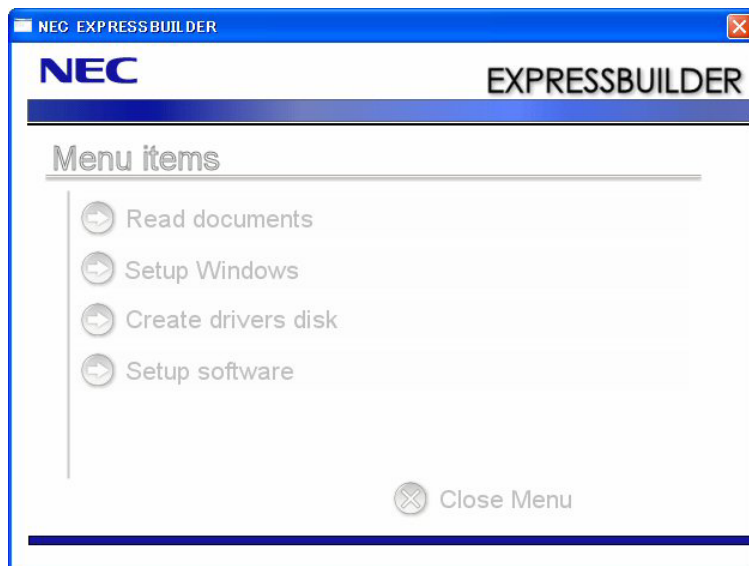 NEC EXPRESSBUILDER
NEC
EXPRESSBUILDER
Menu items
Read documents
Setup Windows
Create drivers disk
Setup software
Close Menu